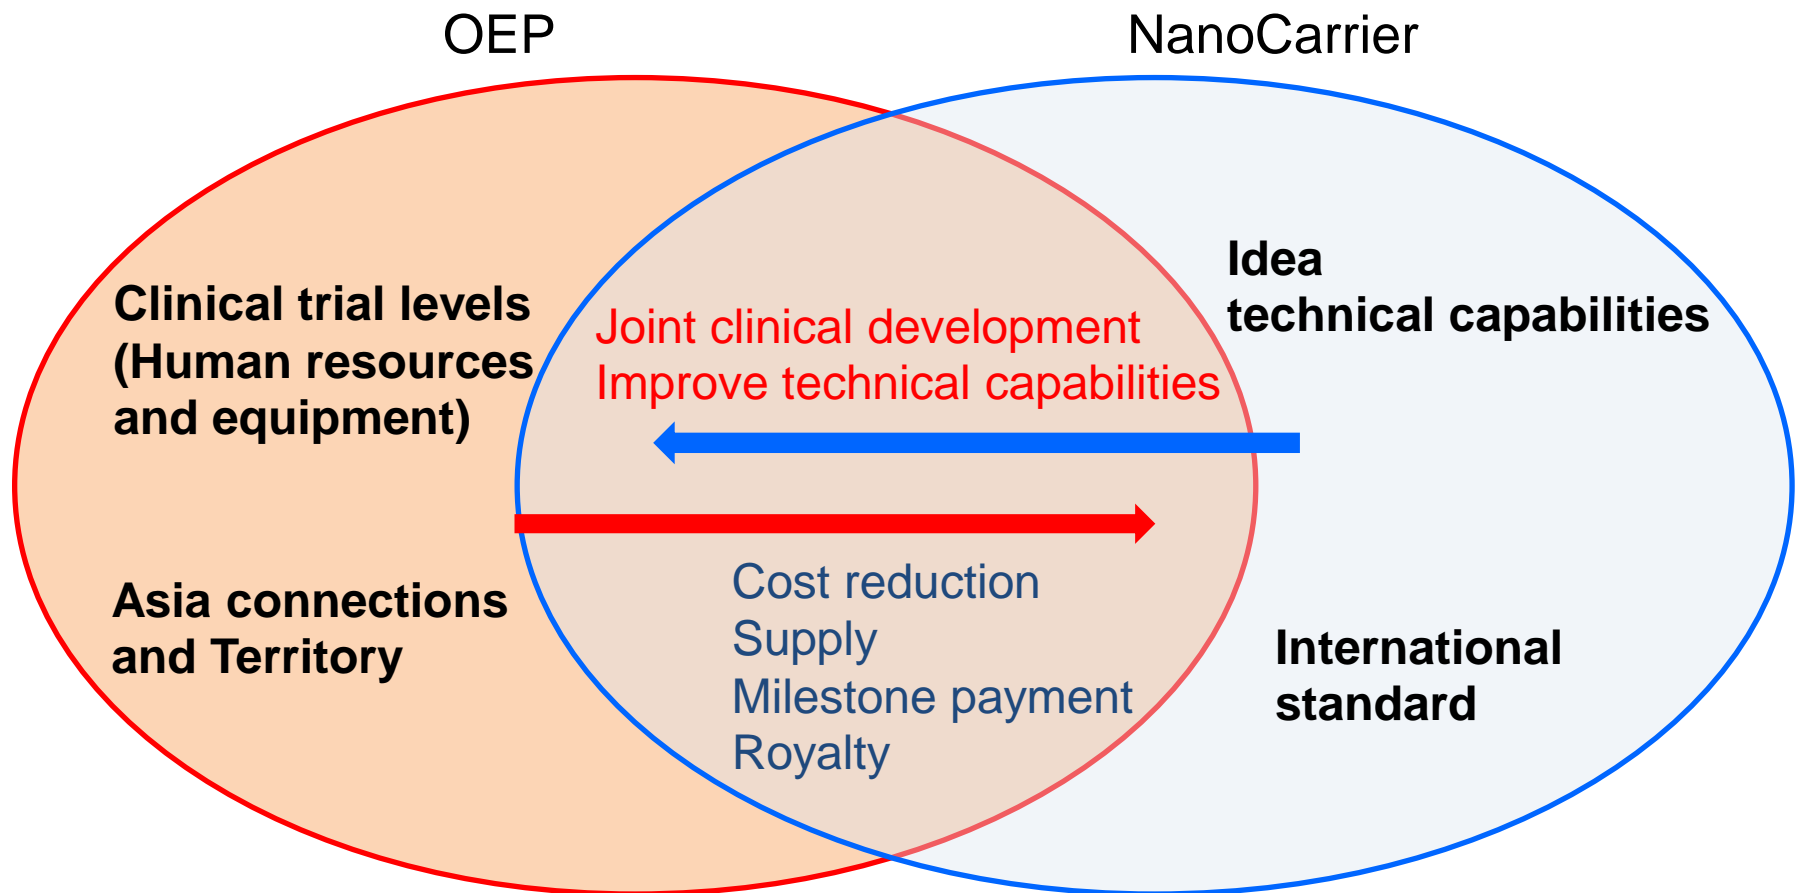 OEP
NanoCarrier
Clinical trial levels
(Human resources
and equipment)
Asia connections
and Territory
Joint clinical development
Improve technical capabilities
Cost reduction
Supply
Milestone payment
Royalty
Idea
technical capabilities
International
standard